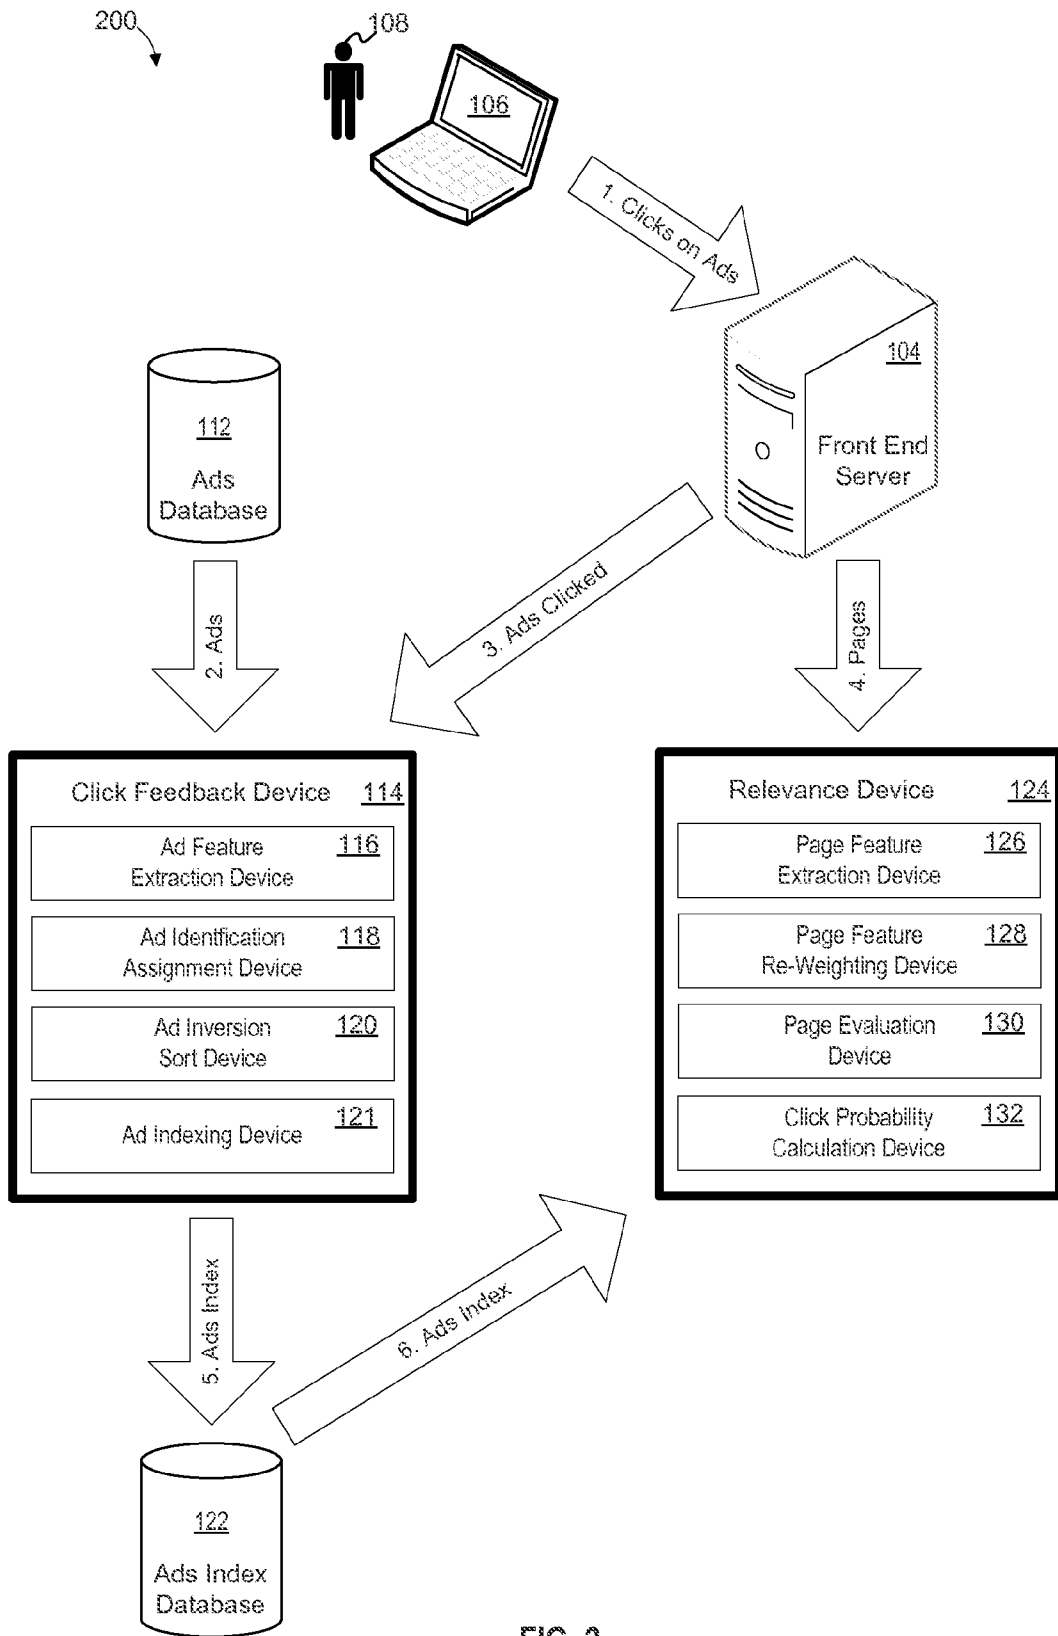 200
108
106
1. Clicks on Ads
104
Front End
Server
112
Ads
Database
2. Ads
3. Ads Clicked
4. Pages
Click Feedback Device 114
Ad Feature 116
Extraction Device
Ad Identification 118
Assignment Device
Ad Inversion 120
Sort Device
Ad Indexing Device 121
Relevance Device 124
Page Feature 126
Extraction Device
Page Feature 128
Re-Weighting Device
Page Evaluation 130
Device
Click Probability 132
Calculation Device
5. Ads Index
6. Ads Index
122
Ads Index
Database